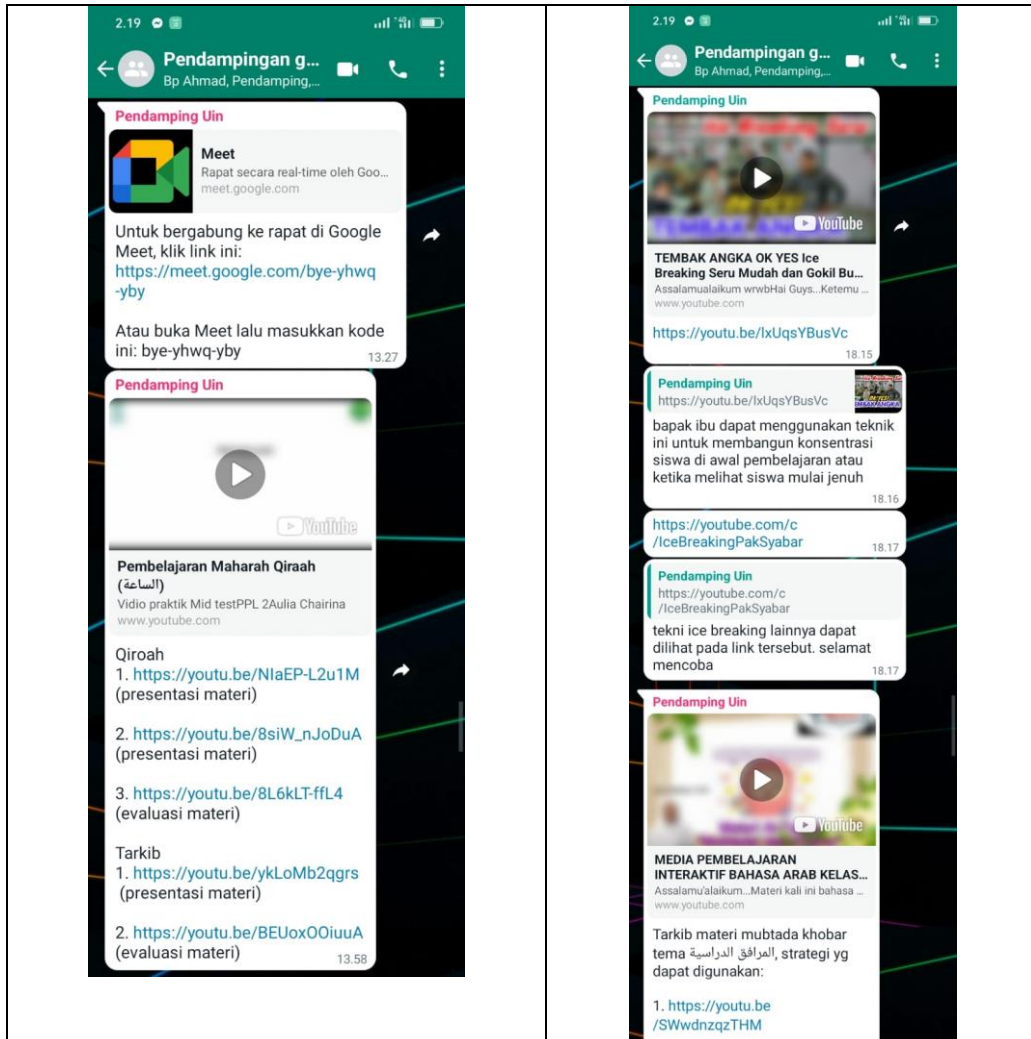 2.19
Pendampingan g...
Bp Ahmad, Pendamping,...
Pendamping Uin
Meet
Rapat secara real-time oleh Goo...
meet.google.com
Untuk bergabung ke rapat di Google
Meet, klik link ini:
https://meet.google.com/bye-yhwq
-yby
Atau buka Meet lalu masukkan kode
ini: bye-yhwq-yby
13.27
Pendamping Uin
YouTube
Pembelajaran Maharah Qiraah
(الساعة)
Vidio praktik Mid testPPL 2Aulia Chairina
www.youtube.com
Qiroah
1. https://youtu.be/NIaEP-L2u1M
(presentasi materi)
2. https://youtu.be/8siW_nJoDuA
(presentasi materi)
3. https://youtu.be/8L6kLT-ffL4
(evaluasi materi)
Tarkib
1. https://youtu.be/ykLoMb2qgrs
(presentasi materi)
2. https://youtu.be/BEUoxOOiuuA
(evaluasi materi)
13.58
2.19
Pendampingan g...
Bp Ahmad, Pendamping,...
Pendamping Uin
Ice Breaking Seru
OK YES
TEMBAK ANGKA
YouTube
TEMBAK ANGKA OK YES Ice
Breaking Seru Mudah dan Gokil Bu...
Assalamualaikum wrwbHai Guys...Ketemu ...
www.youtube.com
https://youtu.be/lxUqsYBusVc
18.15
Pendamping Uin
https://youtu.be/lxUqsYBusVc
bapak ibu dapat menggunakan teknik
ini untuk membangun konsentrasi
siswa di awal pembelajaran atau
ketika melihat siswa mulai jenuh
18.16
https://youtube.com/c
/IceBreakingPakSyabar
18.17
Pendamping Uin
https://youtube.com/c
/IceBreakingPakSyabar
tekni ice breaking lainnya dapat
dilihat pada link tersebut. selamat
mencoba
18.17
Pendamping Uin
YouTube
MEDIA PEMBELAJARAN
INTERAKTIF BAHASA ARAB KELAS...
Assalamu'alaikum...Materi kali ini bahasa ...
www.youtube.com
Tarkib materi mubtada khobar
tema المرافق الدراسية, strategi yg
dapat digunakan:
1. https://youtu.be
/SWwdnzqzTHM